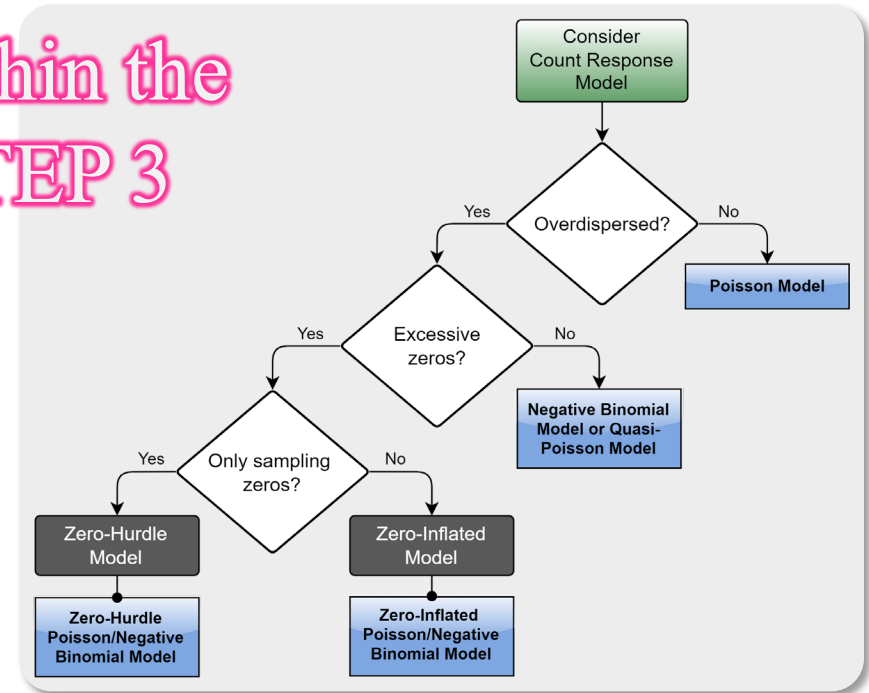 Consider
Count Response
Model
hin the
TEP 3
Yes
Overdispersed?
No
Poisson Model
Yes
Excessive
zeros?
No
Negative Binomial
Model or Quasi-
Poisson Model
Yes
Only sampling
zeros?
No
Zero-Hurdle
Model
Zero-Inflated
Model
Zero-Hurdle
Poisson/Negative
Binomial Model
Zero-Inflated
Poisson/Negative
Binomial Model